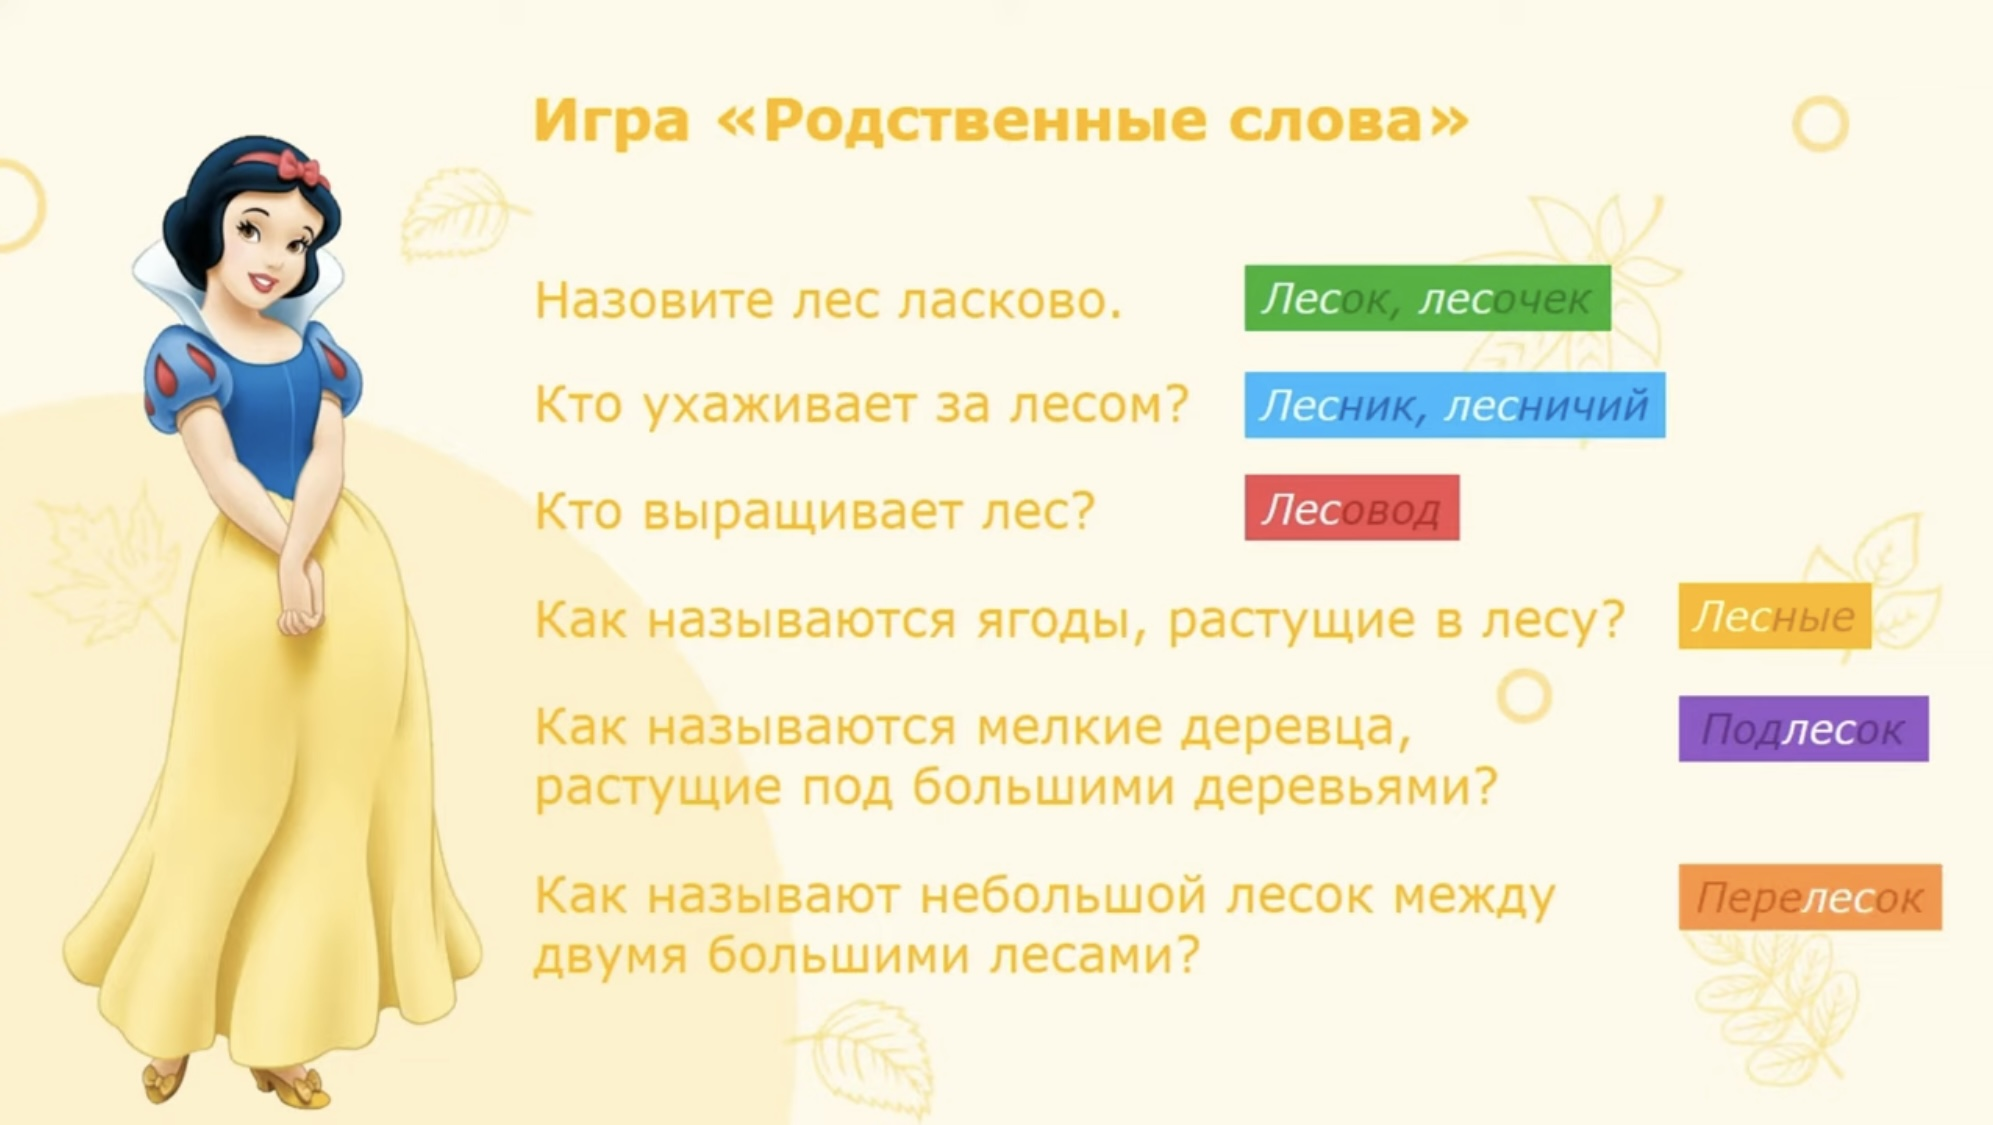 Игра «Родственные слова»
Назовите лес ласково.
Лесок, лесочек
Кто ухаживает за лесом?
Лесник, лесничий
Кто выращивает лес?
Лесовод
Как называются ягоды, растущие в лесу?
Лесные
Как называются мелкие деревца,
растущие под большими деревьями?
Подлесок
Как называют небольшой лесок между
двумя большими лесами?
Перелесок